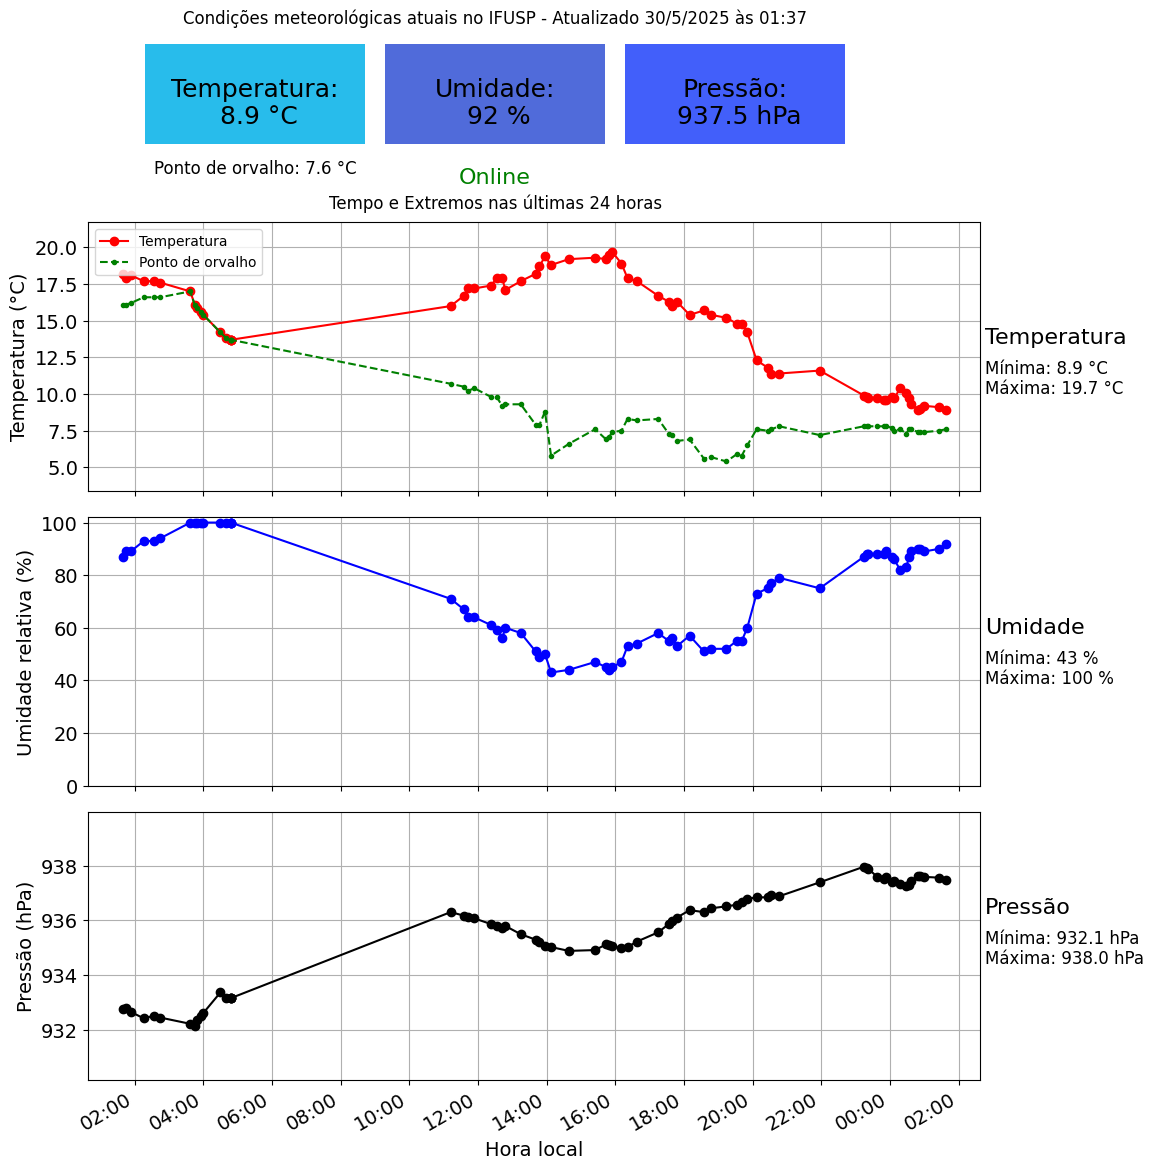 Condições meteorológicas atuais no IFUSP - Atualizado 30/5/2025 às 01:37
Temperatura:
8.9 °C
Umidade:
92 %
Pressão:
937.5 hPa
Ponto de orvalho: 7.6 °C
Online
Tempo e Extremos nas últimas 24 horas
Temperatura
Ponto de orvalho
Temperatura (°C)
20.0
17.5
15.0
12.5
10.0
7.5
5.0
Temperatura
Mínima: 8.9 °C
Máxima: 19.7 °C
Umidade relativa (%)
100
80
60
40
20
0
Umidade
Mínima: 43 %
Máxima: 100 %
Pressão (hPa)
938
936
934
932
Pressão
Mínima: 932.1 hPa
Máxima: 938.0 hPa
02:00 04:00 06:00 08:00 10:00 12:00 14:00 16:00 18:00 20:00 22:00 00:00 02:00
Hora local